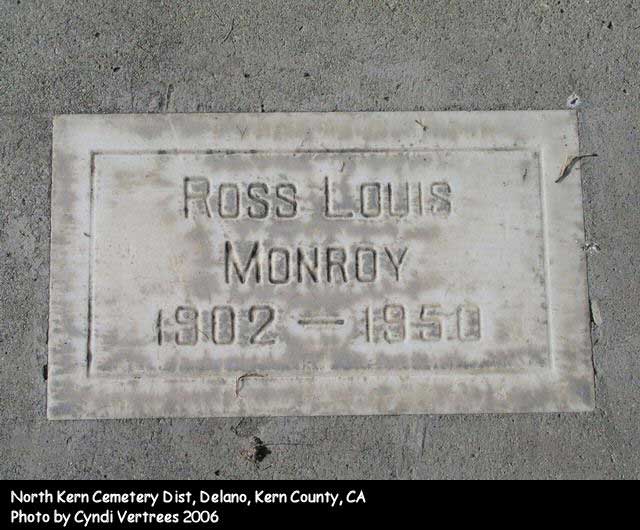 ROSS LOUIS
MONROY
1902 — 1950
North Kern Cemetery Dist, Delano, Kern County, CA
Photo by Cyndi Vertrees 2006